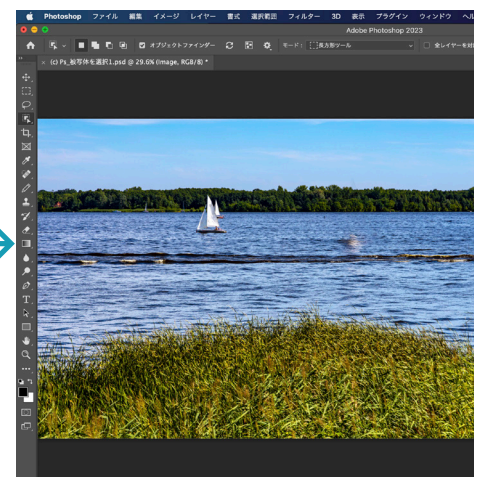 Photoshop ファイル 編集 イメージ レイヤー 書式 選択範囲 フィルター 3D 表示 プラグイン ウィンドウ ヘル
Adobe Photoshop 2023
オブジェクトファインダー モード： 長方形ツール 全レイヤーを対
× (c) Ps_被写体を選択1.psd @ 29.6% (Image, RGB/8) *
T